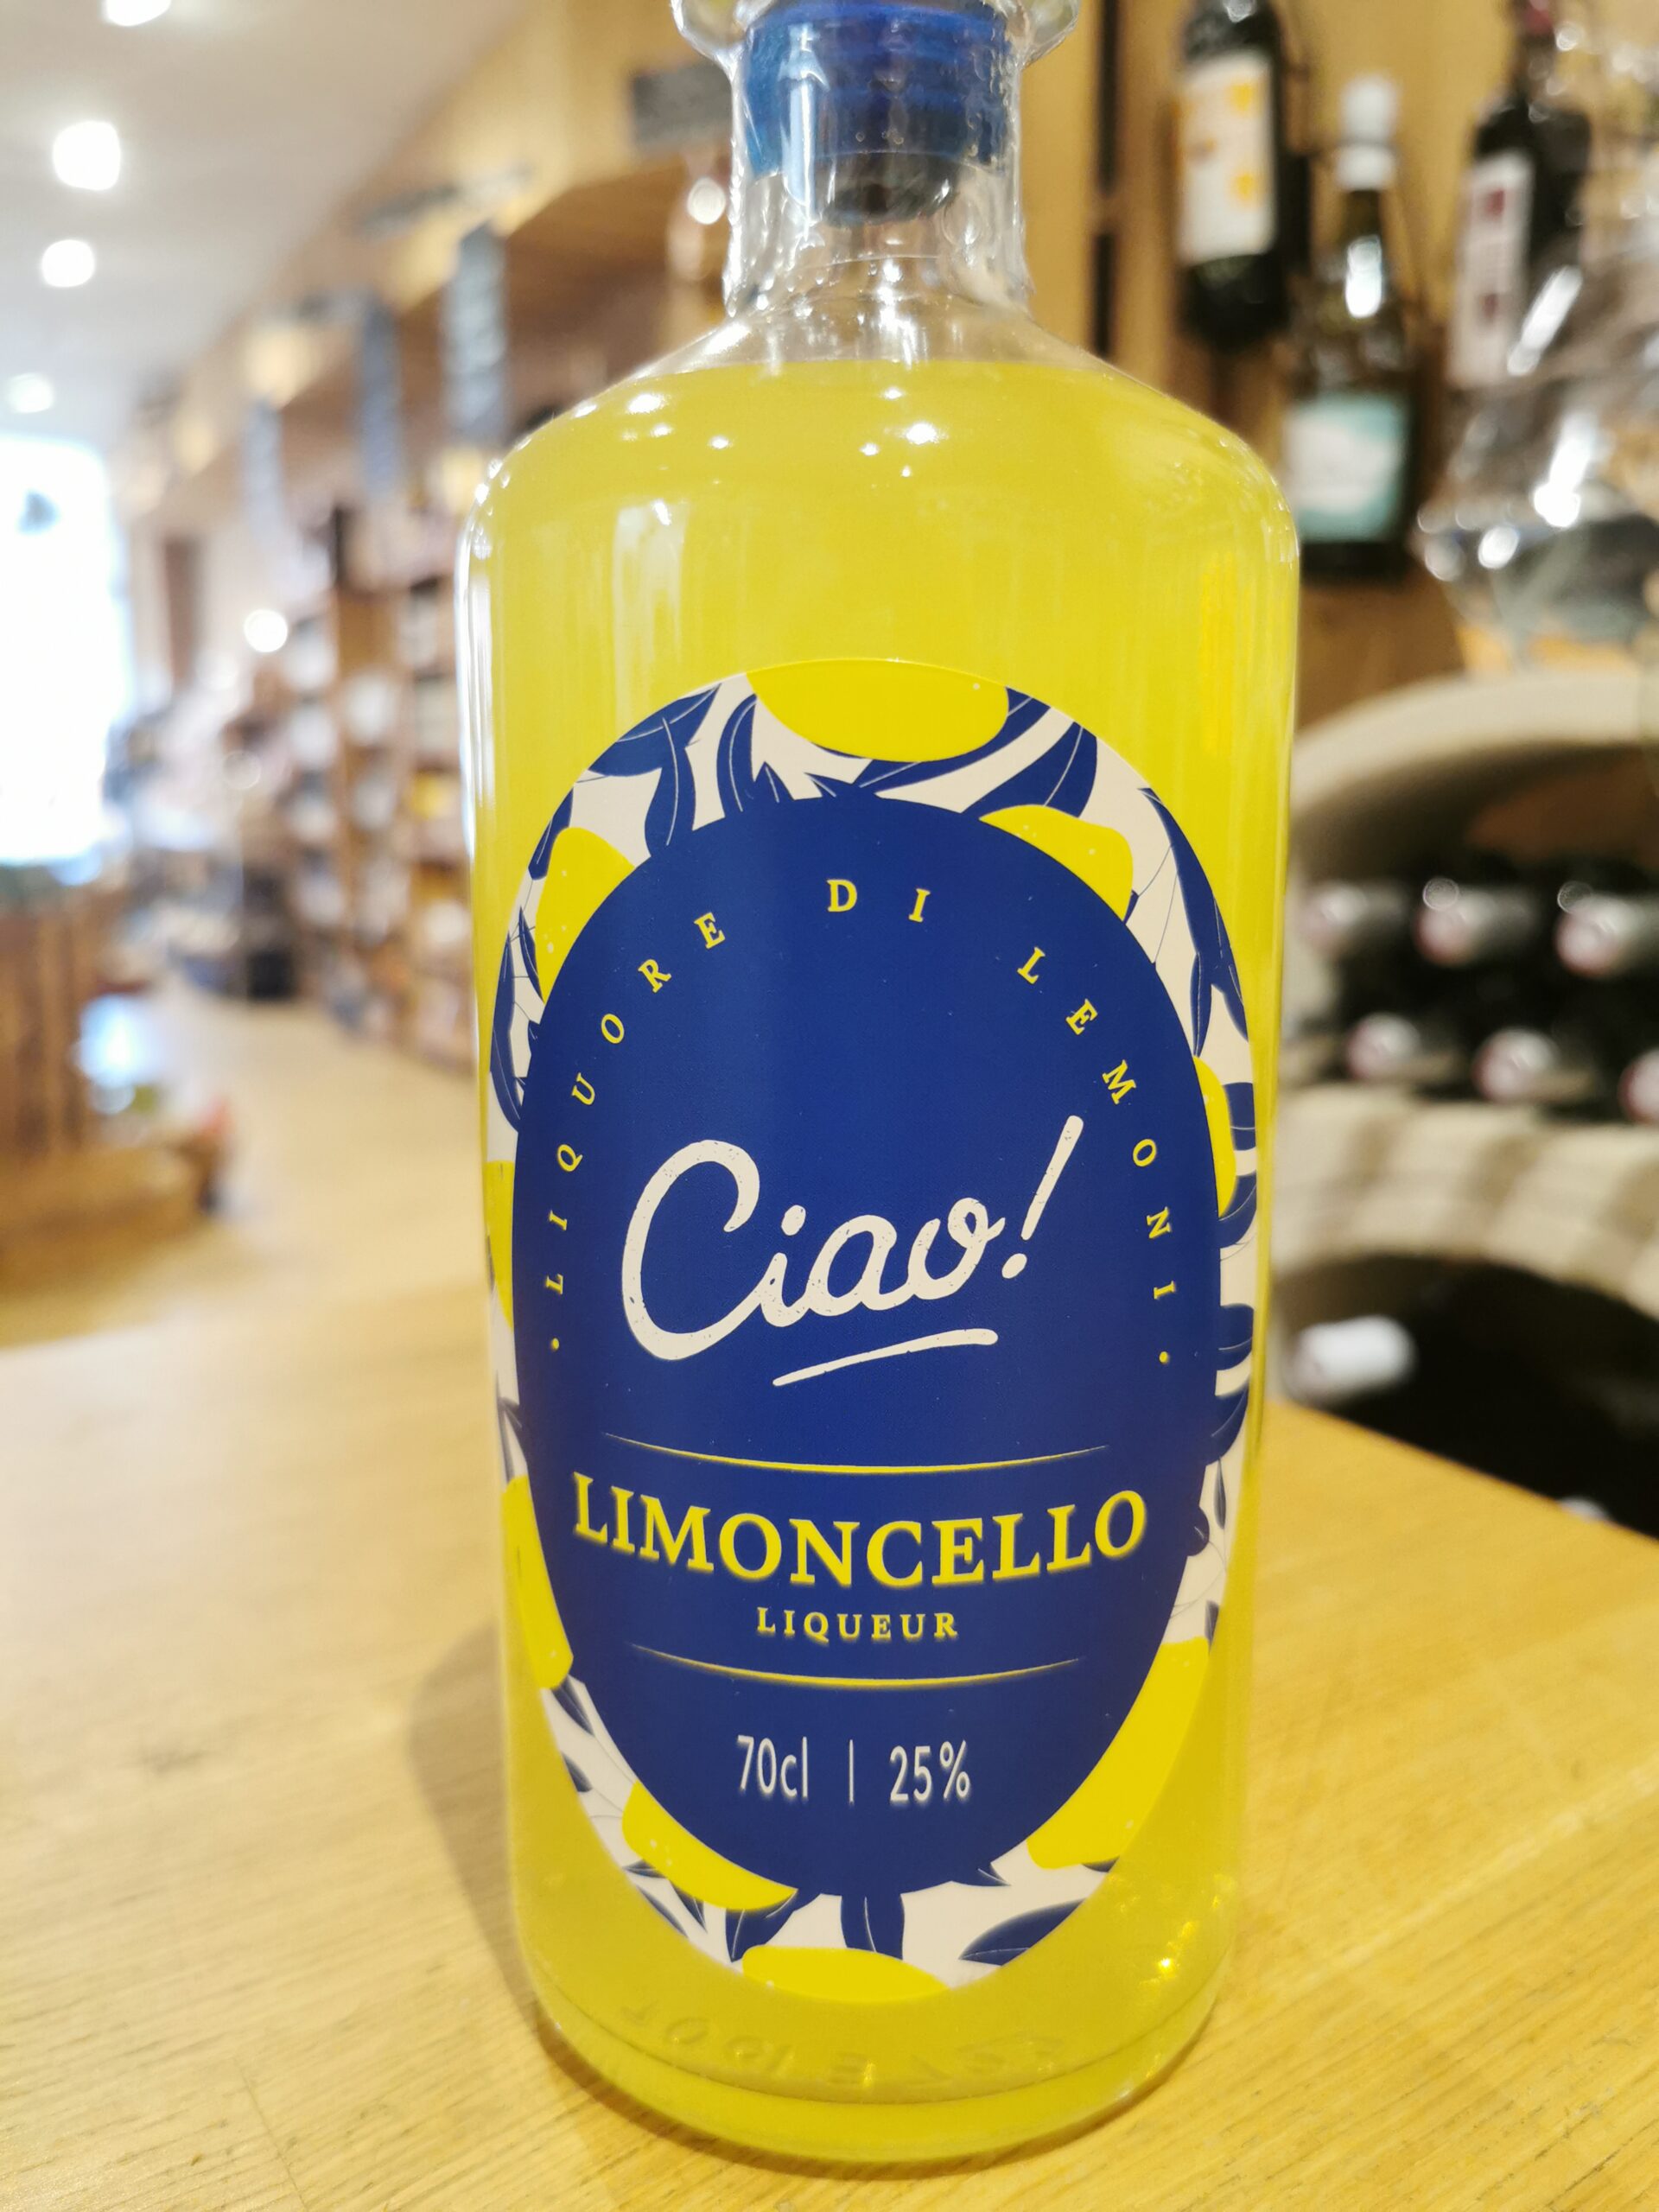 • LIQUORE DI LEMONI •
Ciao!
LIMONCELLO
LIQUEUR
70cl | 25%